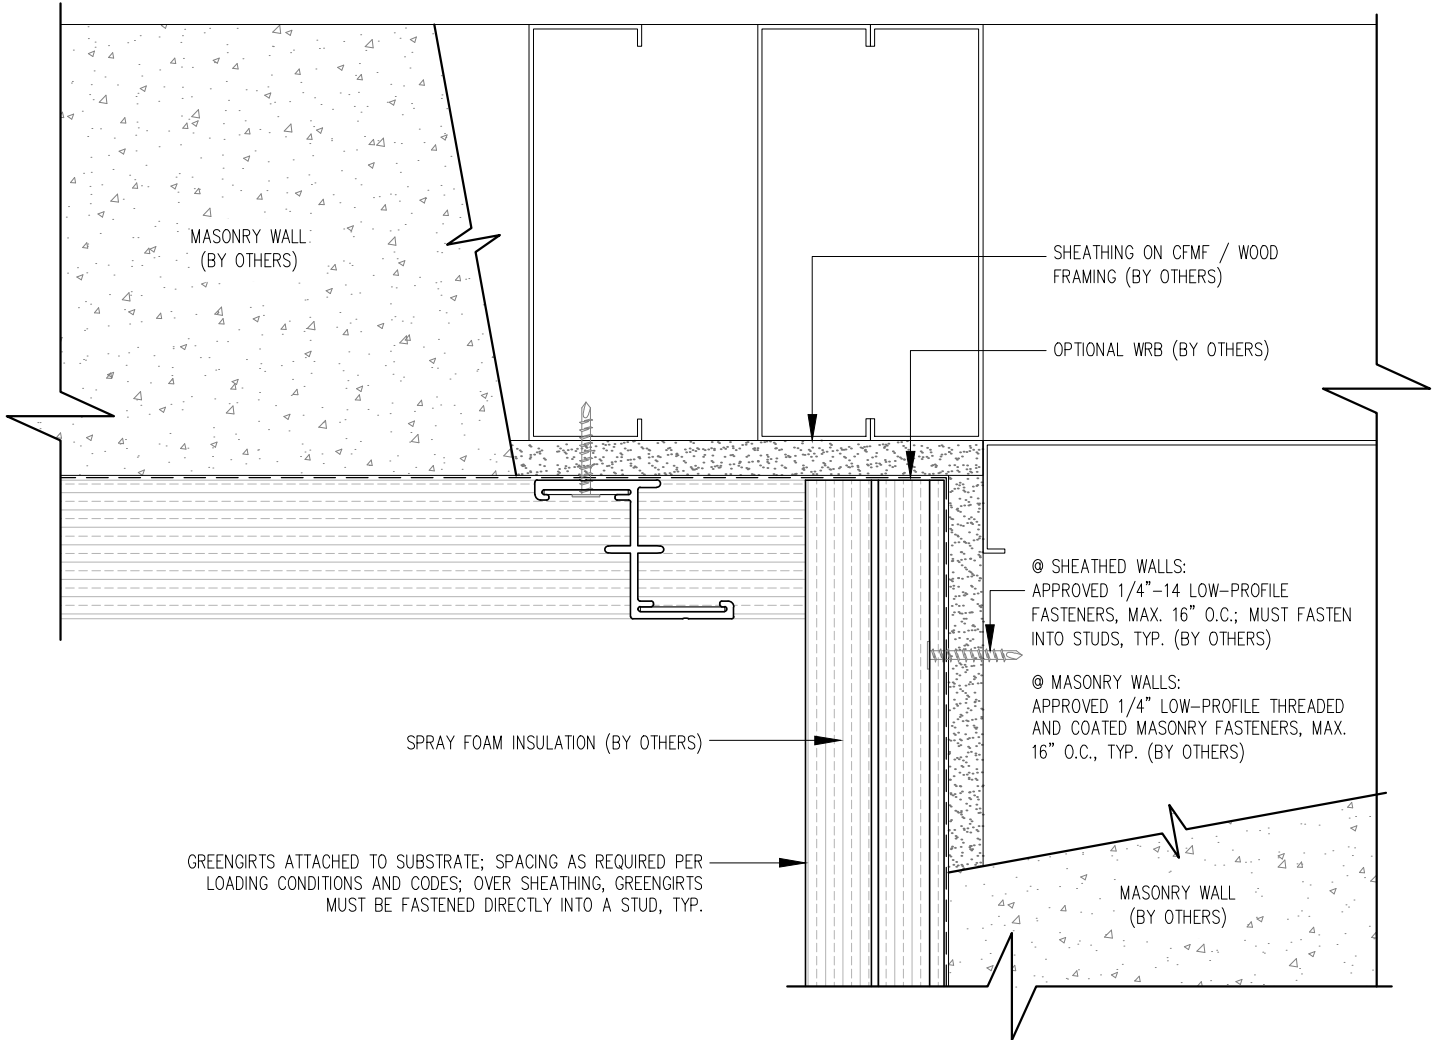 MASONRY WALL
(BY OTHERS)
SHEATHING ON CFMF / WOOD
FRAMING (BY OTHERS)
OPTIONAL WRB (BY OTHERS)
@ SHEATHED WALLS:
APPROVED 1/4"-14 LOW-PROFILE
FASTENERS, MAX. 16" O.C.; MUST FASTEN
INTO STUDS, TYP. (BY OTHERS)
@ MASONRY WALLS:
APPROVED 1/4" LOW-PROFILE THREADED
AND COATED MASONRY FASTENERS, MAX.
16" O.C., TYP. (BY OTHERS)
SPRAY FOAM INSULATION (BY OTHERS)
GREENGIRTS ATTACHED TO SUBSTRATE; SPACING AS REQUIRED PER
LOADING CONDITIONS AND CODES; OVER SHEATHING, GREENGIRTS
MUST BE FASTENED DIRECTLY INTO A STUD, TYP.
MASONRY WALL
(BY OTHERS)